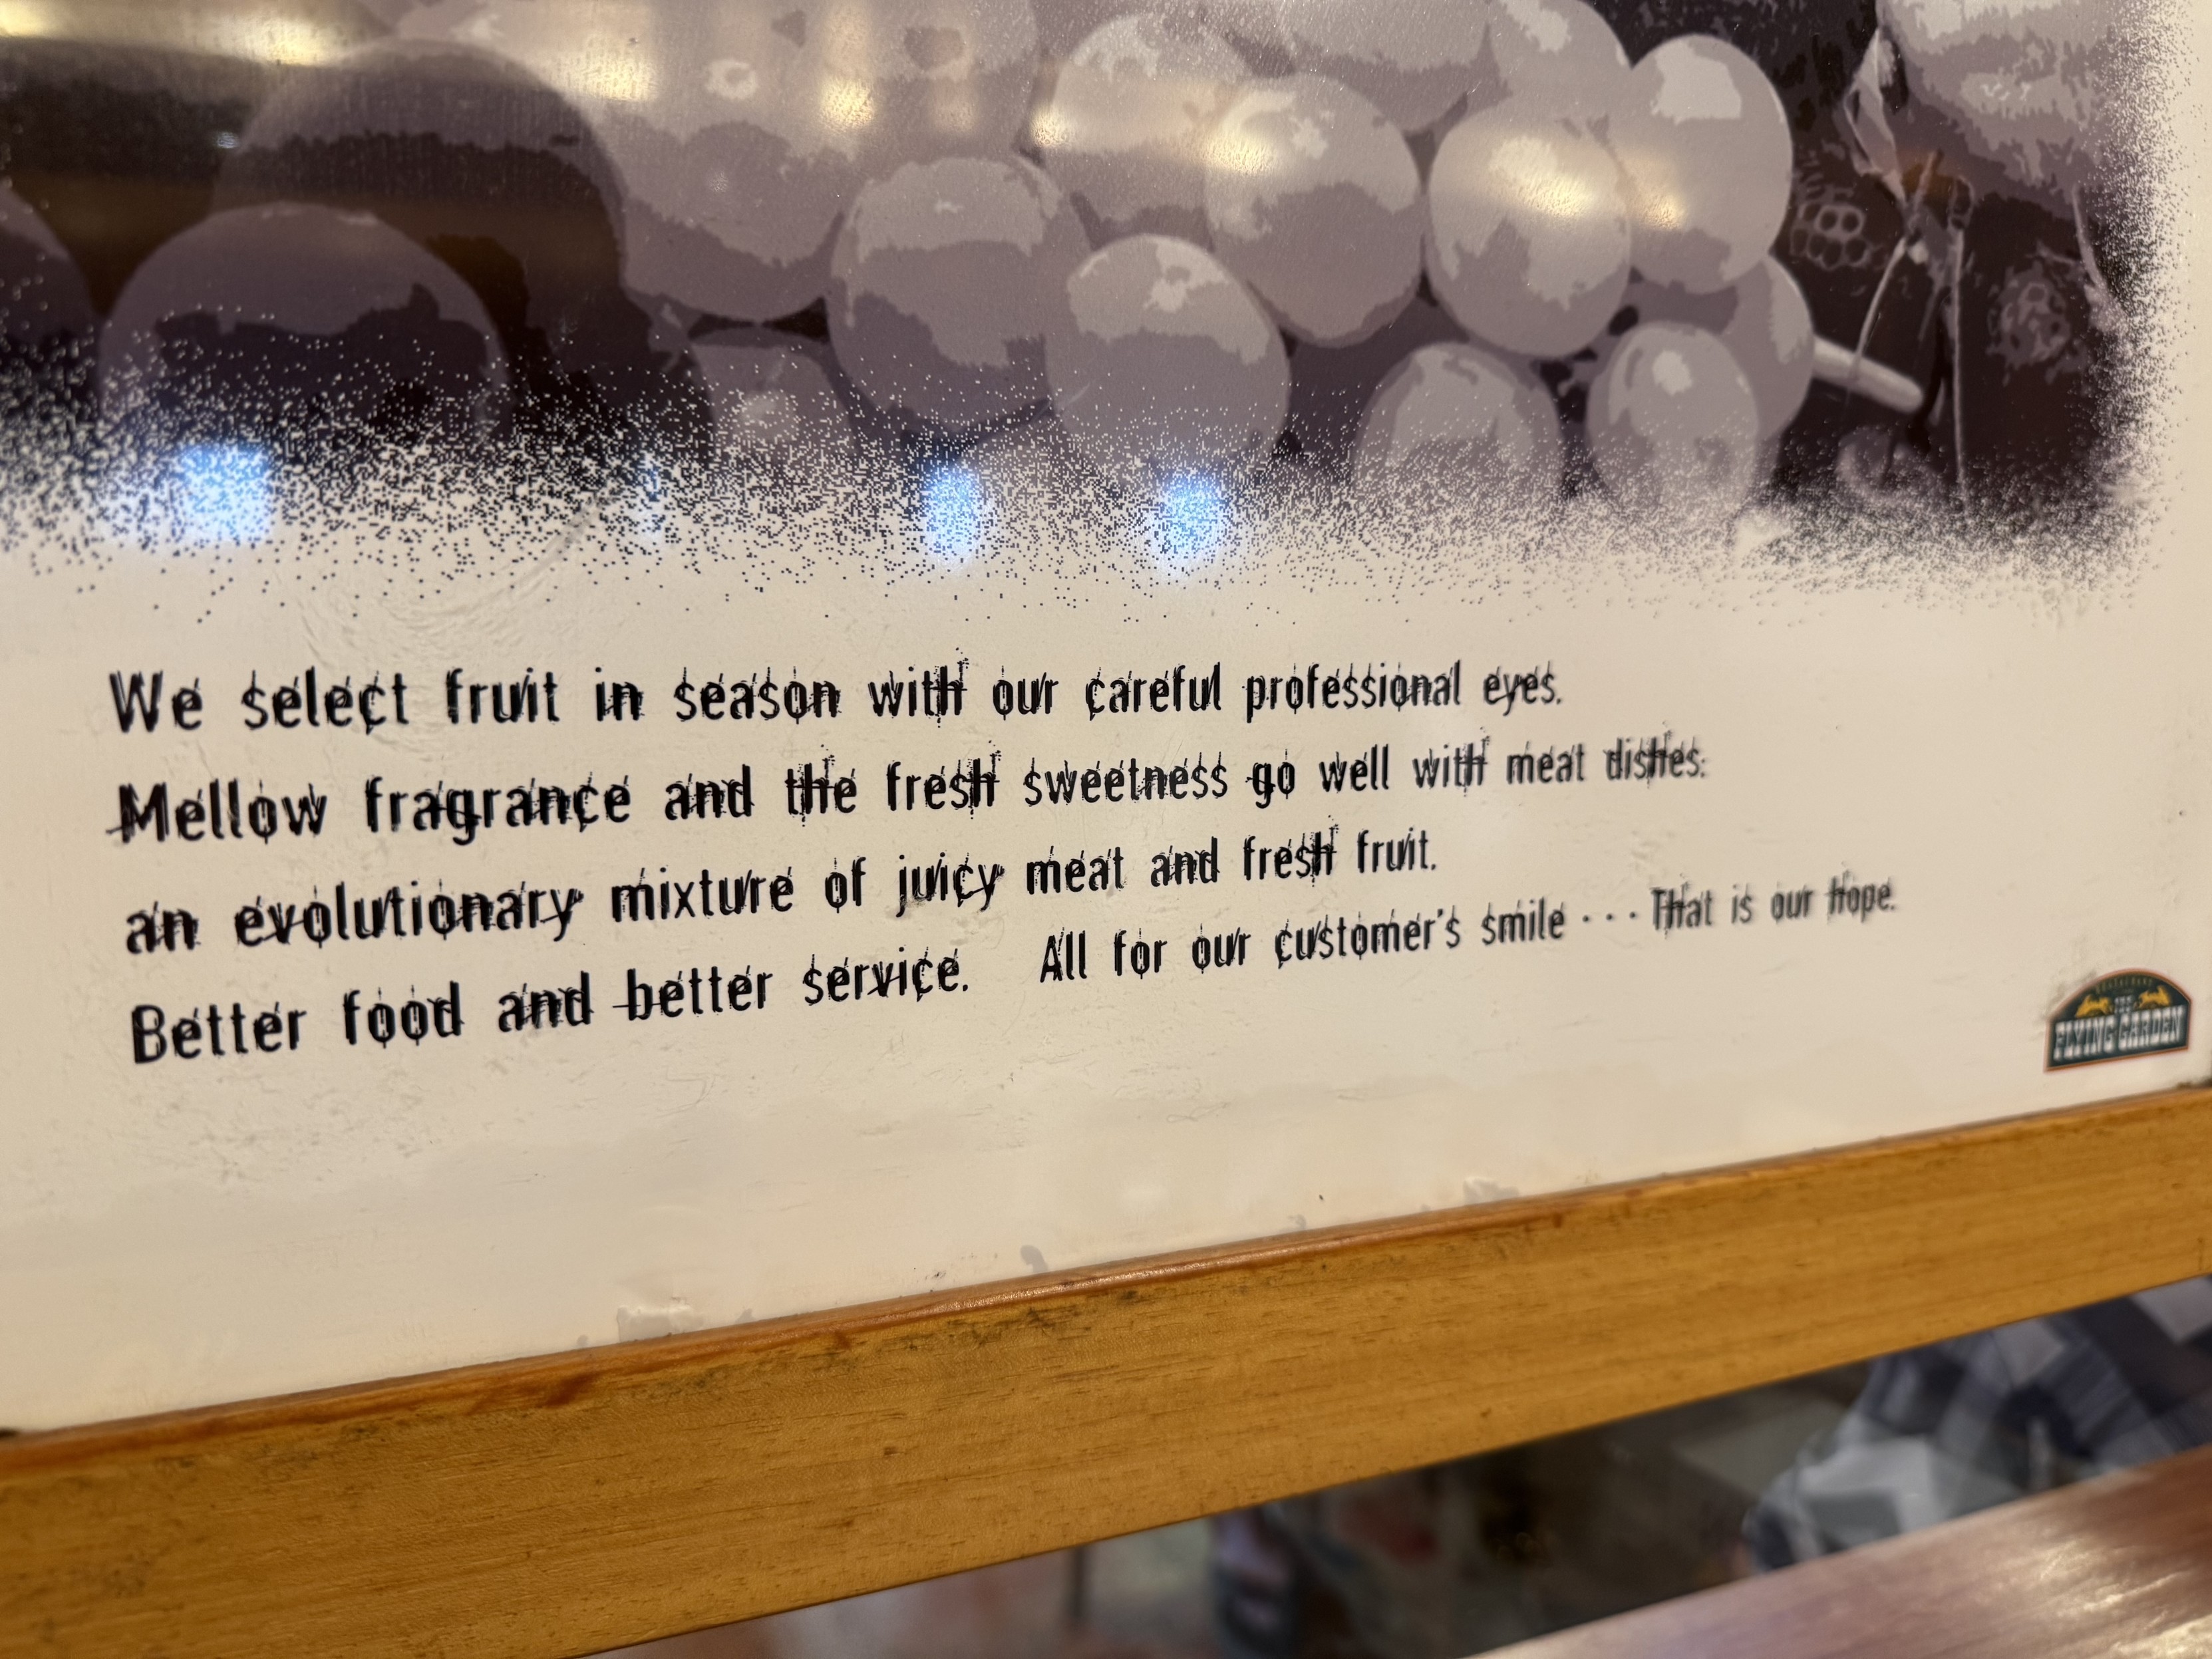 We select fruit in season with our careful professional eyes.
Mellow fragrance and the fresh sweetness go well with meat dishes.
an evolutionary mixture of juicy meat and fresh fruit.
Better food and better service. All for our customer's smile ··· That is our hope.
THE
FLYING GARDEN